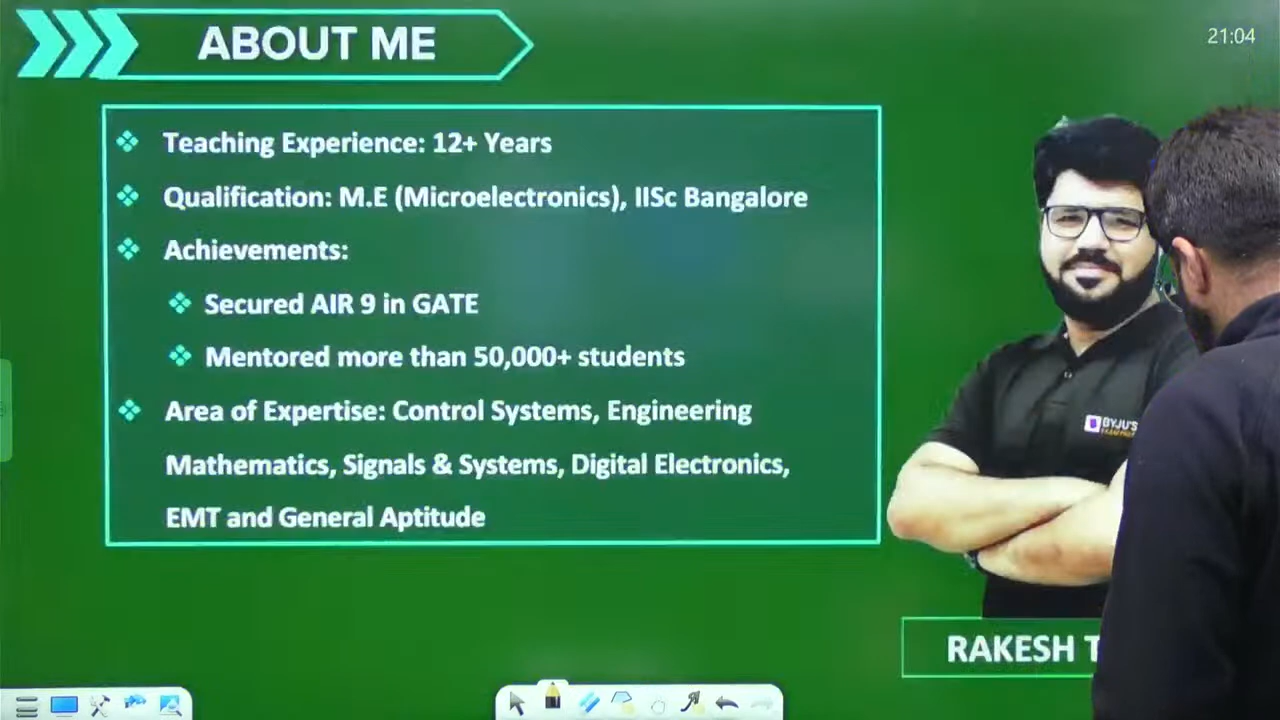 ABOUT ME
21:04
Teaching Experience: 12+ Years
Qualification: M.E (Microelectronics), IISc Bangalore
Achievements:
Secured AIR 9 in GATE
Mentored more than 50,000+ students
Area of Expertise: Control Systems, Engineering
Mathematics, Signals & Systems, Digital Electronics,
EMT and General Aptitude
BYJU'S
RAKESH T